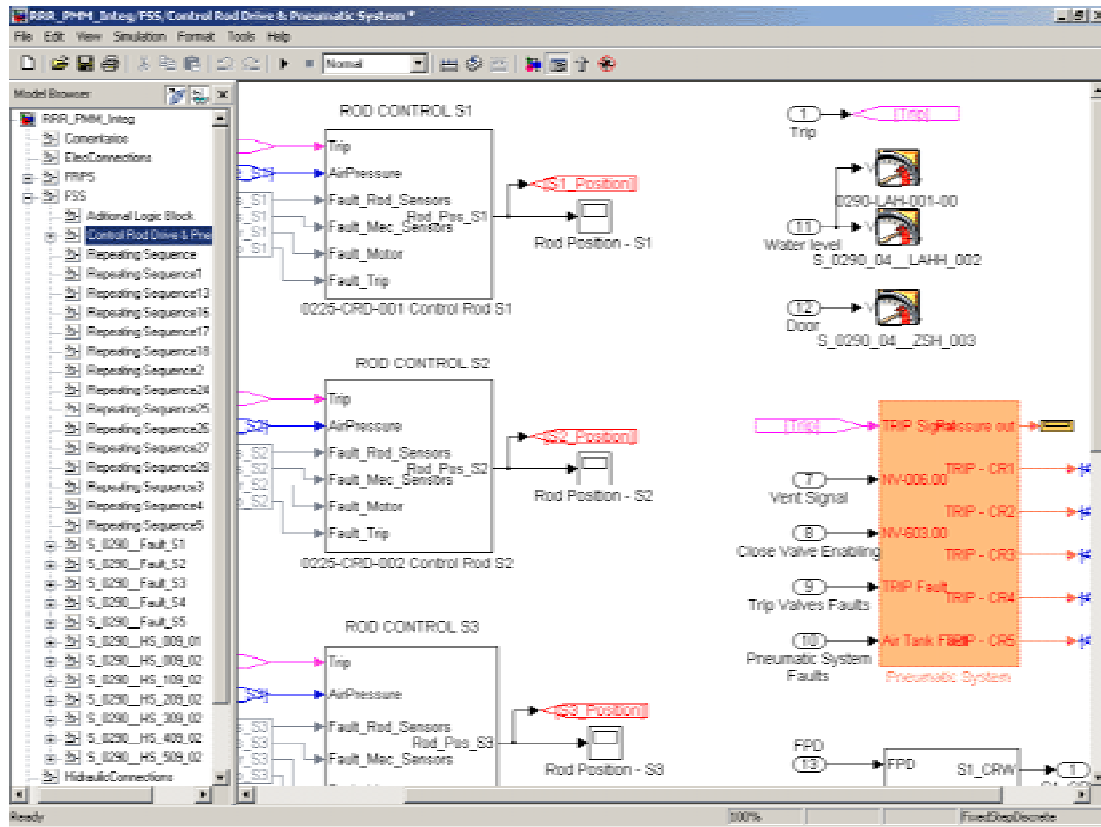 RRR_PMM_Integ/FSS/Control Rod Drive & Pneumatic System *
File Edit View Simulation Format Tools Help
Normal
Model Browser
RRR_PMM_Integ
Comentarios
ElecConnections
FRPS
FSS
Aditional Logic Block
Control Rod Drive & Pne
Repeating Sequence
Repeating Sequence1
Repeating Sequence13
Repeating Sequence16
Repeating Sequence17
Repeating Sequence18
Repeating Sequence2
Repeating Sequence24
Repeating Sequence25
Repeating Sequence26
Repeating Sequence27
Repeating Sequence28
Repeating Sequence3
Repeating Sequence4
Repeating Sequence5
S_0290__Fault_S1
S_0290__Fault_S2
S_0290__Fault_S3
S_0290__Fault_S4
S_0290__Fault_S5
S_0290__HS_009_01
S_0290__HS_009_02
S_0290__HS_109_02
S_0290__HS_209_02
S_0290__HS_309_02
S_0290__HS_409_02
S_0290__HS_509_02
HidraulicConnections
ROD CONTROL S1
Trip
AirPressure
Fault_Rod_Sensors
Rod_Pos_S1
Fault_Mec_Sensors
Fault_Motor
Fault_Trip
0225-CRD-001 Control Rod S1
[S1_Position]
Rod Position - S1
ROD CONTROL S2
Trip
AirPressure
Fault_Rod_Sensors
Rod_Pos_S2
Fault_Mec_Sensors
Fault_Motor
Fault_Trip
0225-CRD-002 Control Rod S2
[S2_Position]
Rod Position - S2
ROD CONTROL S3
Trip
AirPressure
Fault_Rod_Sensors
Rod_Pos_S3
Fault_Mec_Sensors
[S3_Position]
Rod Position - S3
1
Trip
[Trip]
0290-LAH-001-00
11
Water level
S_0290_04__LAHH_002
12
Door
S_0290_04__ZSH_003
[Trip]
TRIP Signal
Pressure out
7
Vent Signal
NV-006.00
TRIP - CR1
TRIP - CR2
8
Close Valve Enabling
NV-603.00
TRIP - CR3
9
Trip Valves Faults
TRIP Fault
TRIP - CR4
10
Pneumatic System
Faults
Air Tank Fault
TRIP - CR5
Pneumatic System
FPD
13
FPD
S1_CRW
1
Ready
100%
FixedStepDiscrete